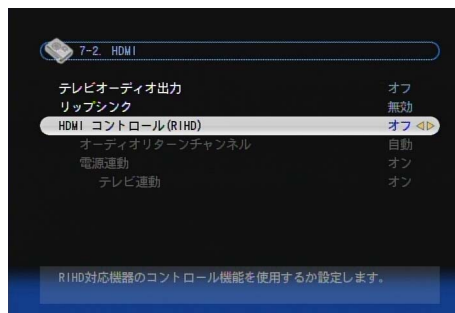 7-2. HDMI
テレビオーディオ出力 オフ
リップシンク 無効
HDMI コントロール(RIHD) オフ
オーディオリターンチャンネル 自動
電源連動 オン
テレビ連動 オン
RIHD対応機器のコントロール機能を使用するか設定します。